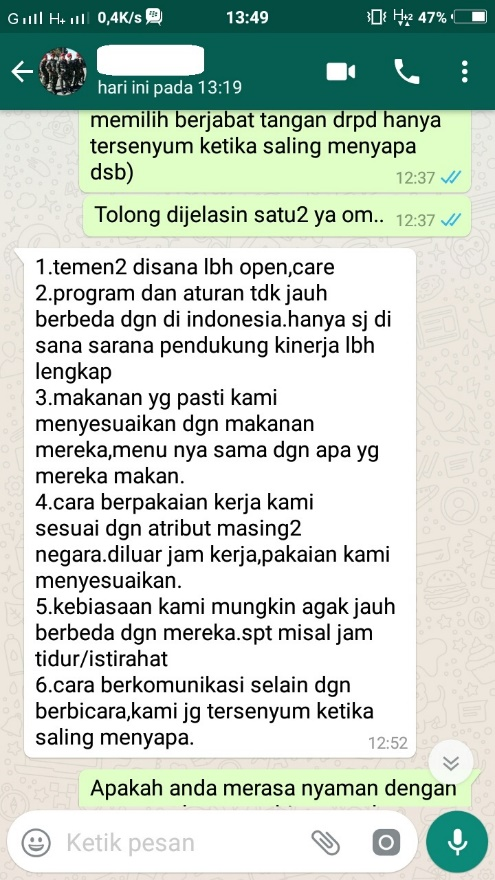 G H+ 0,4K/s 13:49 H+2 47%
hari ini pada 13:19
memilih berjabat tangan drpd hanya
tersenyum ketika saling menyapa
dsb)
12:37
Tolong dijelasin satu2 ya om..
12:37
1.temen2 disana lbh open,care
2.program dan aturan tdk jauh
berbeda dgn di indonesia.hanya sj di
sana sarana pendukung kinerja lbh
lengkap
3.makanan yg pasti kami
menyesuaikan dgn makanan
mereka,menu nya sama dgn apa yg
mereka makan.
4.cara berpakaian kerja kami
sesuai dgn atribut masing2
negara.diluar jam kerja,pakaian kami
menyesuaikan.
5.kebiasaan kami mungkin agak jauh
berbeda dgn mereka.spt misal jam
tidur/istirahat
6.cara berkomunikasi selain dgn
berbicara,kami jg tersenyum ketika
saling menyapa.
12:52
Apakah anda merasa nyaman dengan
Ketik pesan